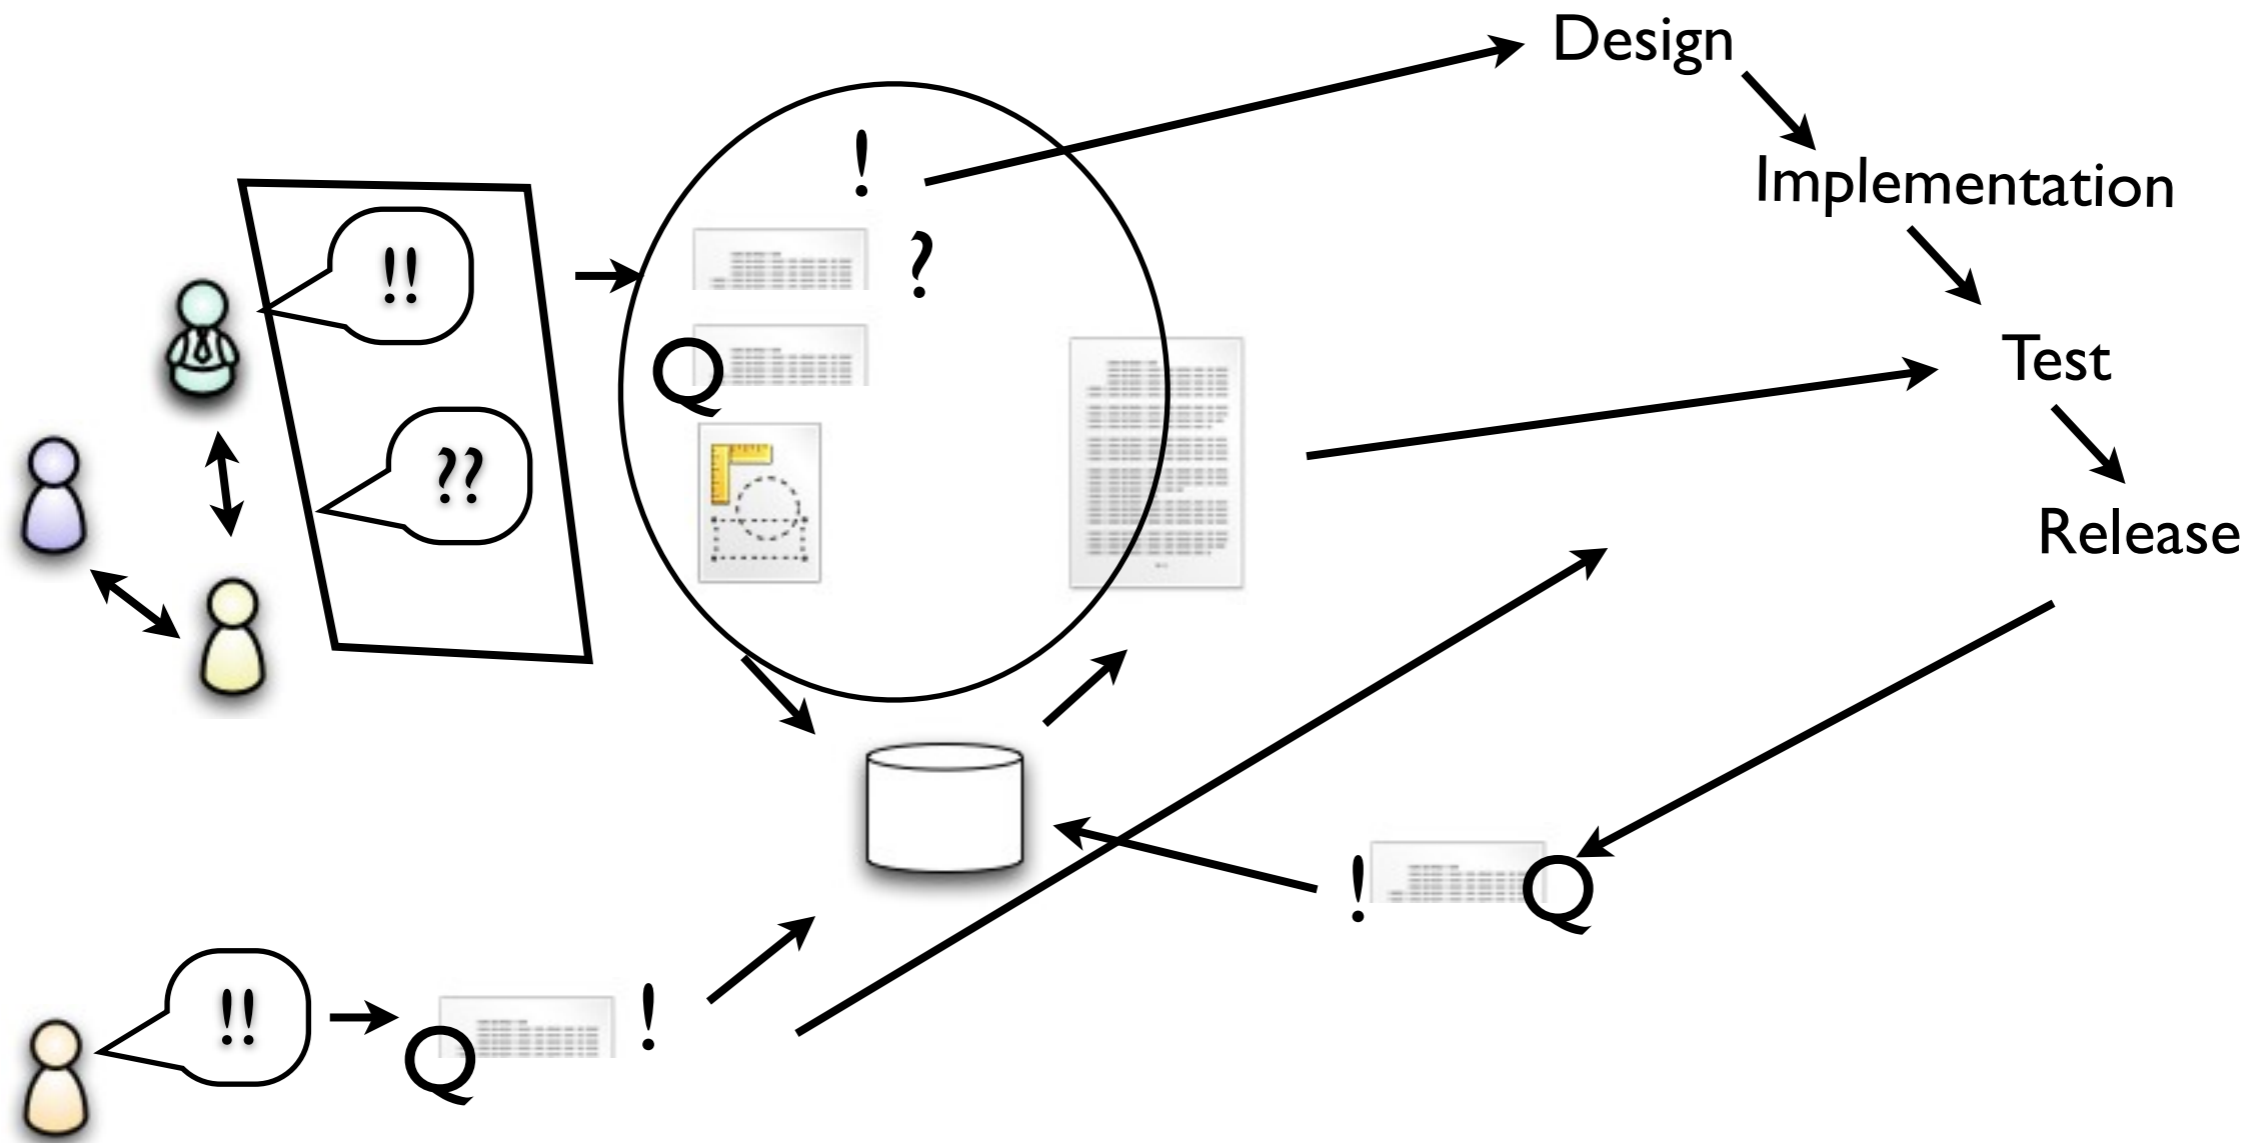 Design
!
Implementation
!!
?
Q
Test
??
Release
! Q
!!
Q !